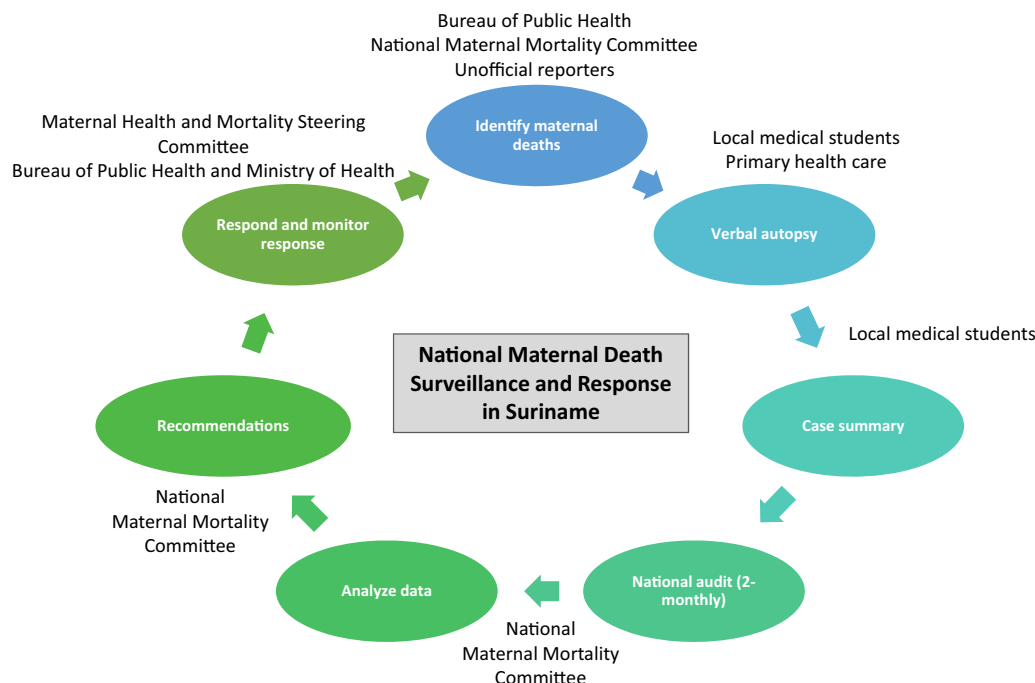 Bureau of Public Health
National Maternal Mortality Committee
Unofficial reporters
Identify maternal
deaths
Local medical students
Primary health care
Verbal autopsy
Local medical students
Case summary
National audit (2-
monthly)
National
Maternal Mortality
Committee
Analyze data
National
Maternal Mortality
Committee
Recommendations
Maternal Health and Mortality Steering
Committee
Bureau of Public Health and Ministry of Health
Respond and monitor
response
National Maternal Death
Surveillance and Response
in Suriname